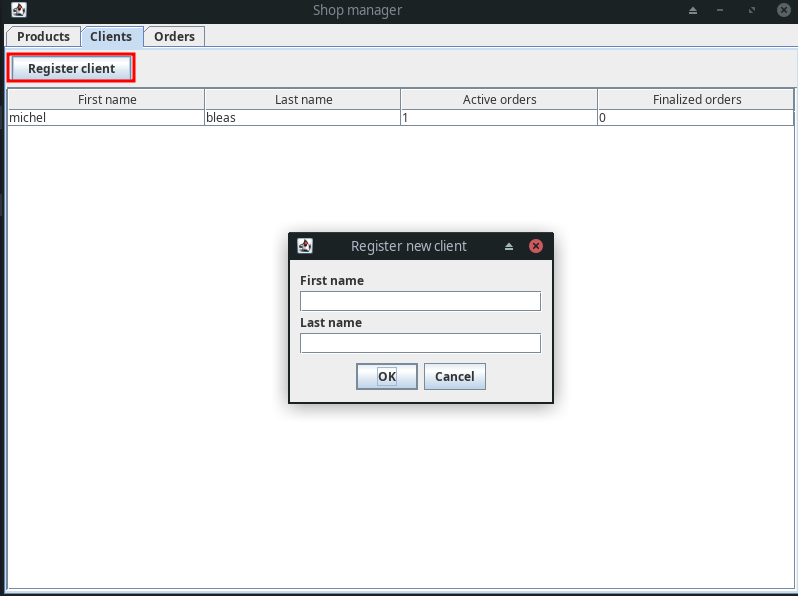 Shop manager
Products Clients Orders
Register client
First name Last name Active orders Finalized orders
michel bleas 1 0
Register new client
First name
Last name
OK Cancel